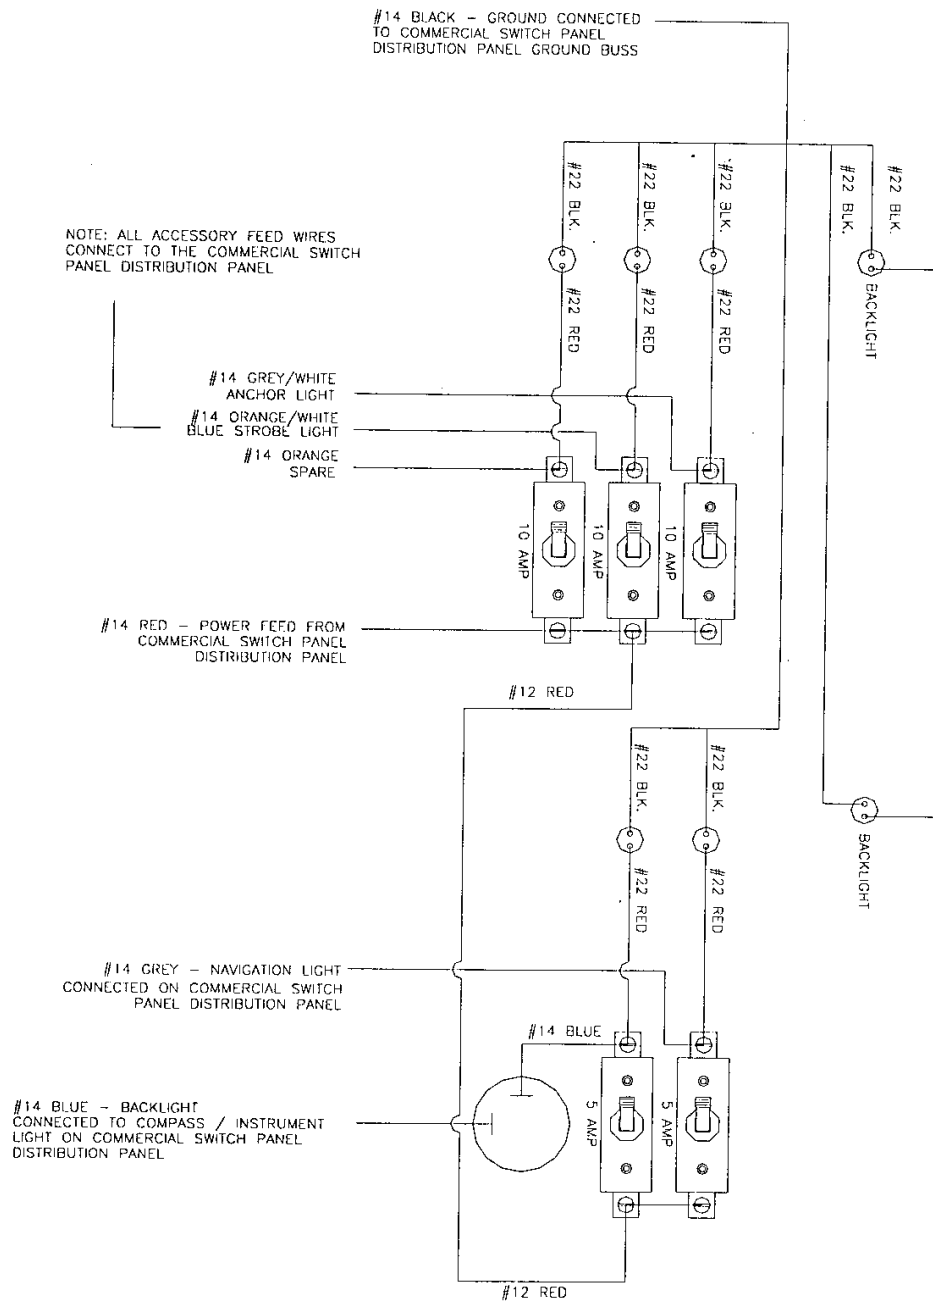 #14 BLACK - GROUND CONNECTED
TO COMMERCIAL SWITCH PANEL
DISTRIBUTION PANEL GROUND BUSS
#22 BLK.
#22 BLK.
#22 BLK.
#22 BLK.
#22 BLK.
NOTE: ALL ACCESSORY FEED WIRES
CONNECT TO THE COMMERCIAL SWITCH
PANEL DISTRIBUTION PANEL
#22 RED
#22 RED
#22 RED
BACKLIGHT
#14 GREY/WHITE
ANCHOR LIGHT
#14 ORANGE/WHITE
BLUE STROBE LIGHT
#14 ORANGE
SPARE
10 AMP
10 AMP
10 AMP
#14 RED - POWER FEED FROM
COMMERCIAL SWITCH PANEL
DISTRIBUTION PANEL
#12 RED
#22 BLK.
#22 BLK.
BACKLIGHT
#22 RED
#22 RED
#14 GREY - NAVIGATION LIGHT
CONNECTED ON COMMERCIAL SWITCH
PANEL DISTRIBUTION PANEL
#14 BLUE
5 AMP
5 AMP
#14 BLUE - BACKLIGHT
CONNECTED TO COMPASS / INSTRUMENT
LIGHT ON COMMERCIAL SWITCH PANEL
DISTRIBUTION PANEL
#12 RED